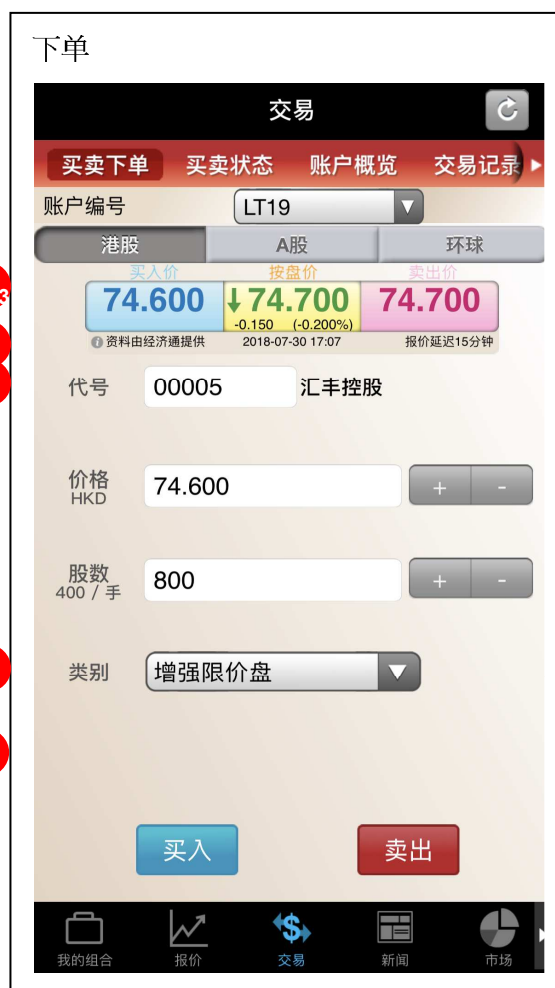 下单
交易
买卖下单 买卖状态 账户概览 交易记录
账户编号 LT19
港股 A股 环球
买入价 按盘价 卖出价
74.600 74.700 74.700
-0.150 (-0.200%)
资料由经济通提供 2018-07-30 17:07 报价延迟15分钟
代号 00005 汇丰控股
价格 74.600 + -
HKD
股数 800 + -
400 / 手
类别 增强限价盘
买入 卖出
我的组合 报价 交易 新闻 市场